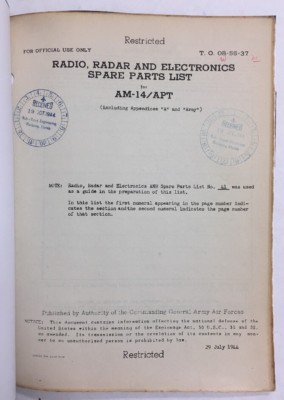 Restricted
FOR OFFICIAL USE ONLY
T. O. 08-55-37
RADIO, RADAR AND ELECTRONICS
SPARE PARTS LIST
for
AM-14/APT
(Including Appendices "A" and "Army")
RECEIVED
1944
NOTE: Radio, Radar and Electronics AND Spare Parts List No. was used
as a guide in the preparation of this list.
In this list the first numeral appearing in the page number indi-
cates the section and the second numeral indicates the page number
of that section.
Published by Authority of the Commanding General Army Air Forces
NOTICE: This document contains information affecting the national defense of the
United States within the meaning of the Espionage Act, 50 U.S.C., 31 and 32,
as amended. Its transmission or the revelation of its contents in any man-
ner to an unauthorized person is prohibited by law.
Restricted
29 July 1944